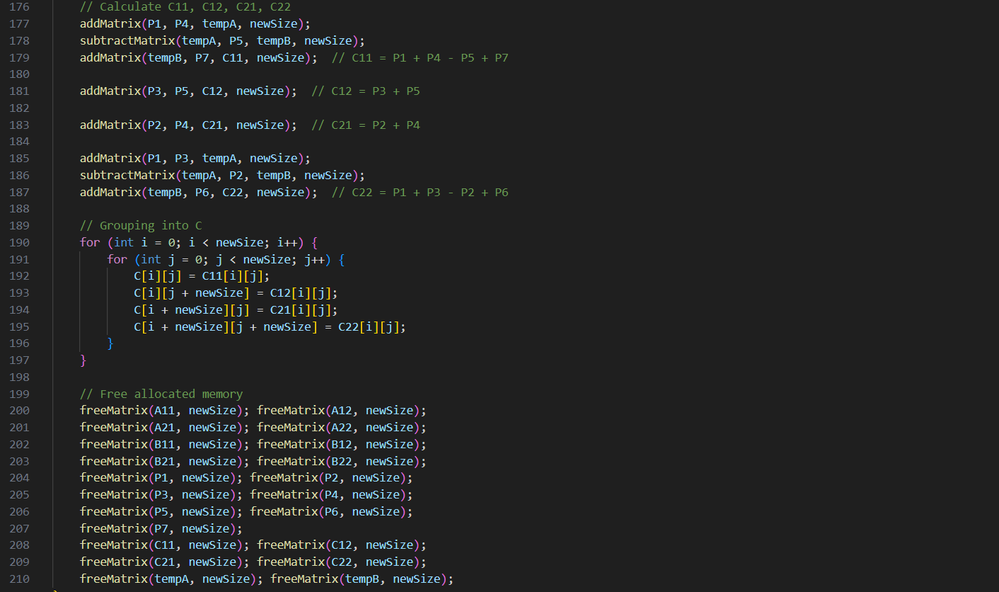 176 // Calculate C11, C12, C21, C22
177 addMatrix(P1, P4, tempA, newSize);
178 subtractMatrix(tempA, P5, tempB, newSize);
179 addMatrix(tempB, P7, C11, newSize);  // C11 = P1 + P4 - P5 + P7
180
181 addMatrix(P3, P5, C12, newSize);  // C12 = P3 + P5
182
183 addMatrix(P2, P4, C21, newSize);  // C21 = P2 + P4
184
185 addMatrix(P1, P3, tempA, newSize);
186 subtractMatrix(tempA, P2, tempB, newSize);
187 addMatrix(tempB, P6, C22, newSize);  // C22 = P1 + P3 - P2 + P6
188
189 // Grouping into C
190 for (int i = 0; i < newSize; i++) {
191     for (int j = 0; j < newSize; j++) {
192         C[i][j] = C11[i][j];
193         C[i][j + newSize] = C12[i][j];
194         C[i + newSize][j] = C21[i][j];
195         C[i + newSize][j + newSize] = C22[i][j];
196     }
197 }
198
199 // Free allocated memory
200 freeMatrix(A11, newSize); freeMatrix(A12, newSize);
201 freeMatrix(A21, newSize); freeMatrix(A22, newSize);
202 freeMatrix(B11, newSize); freeMatrix(B12, newSize);
203 freeMatrix(B21, newSize); freeMatrix(B22, newSize);
204 freeMatrix(P1, newSize); freeMatrix(P2, newSize);
205 freeMatrix(P3, newSize); freeMatrix(P4, newSize);
206 freeMatrix(P5, newSize); freeMatrix(P6, newSize);
207 freeMatrix(P7, newSize);
208 freeMatrix(C11, newSize); freeMatrix(C12, newSize);
209 freeMatrix(C21, newSize); freeMatrix(C22, newSize);
210 freeMatrix(tempA, newSize); freeMatrix(tempB, newSize);